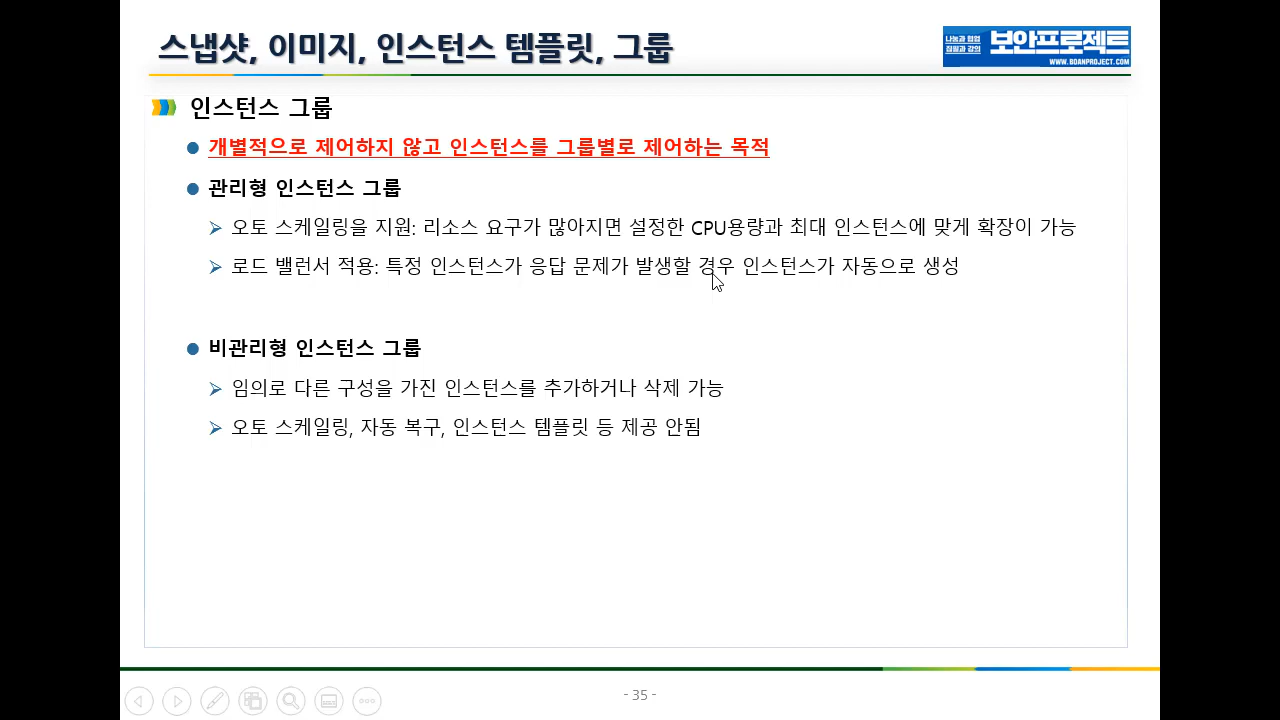 스냅샷, 이미지, 인스턴스 템플릿, 그룹
나눔과 협업
집필과 강의
보안프로젝트
WWW.BOANPROJECT.COM
인스턴스 그룹
개별적으로 제어하지 않고 인스턴스를 그룹별로 제어하는 목적
관리형 인스턴스 그룹
오토 스케일링을 지원: 리소스 요구가 많아지면 설정한 CPU용량과 최대 인스턴스에 맞게 확장이 가능
로드 밸런서 적용: 특정 인스턴스가 응답 문제가 발생할 경우 인스턴스가 자동으로 생성
비관리형 인스턴스 그룹
임의로 다른 구성을 가진 인스턴스를 추가하거나 삭제 가능
오토 스케일링, 자동 복구, 인스턴스 템플릿 등 제공 안됨
- 35 -